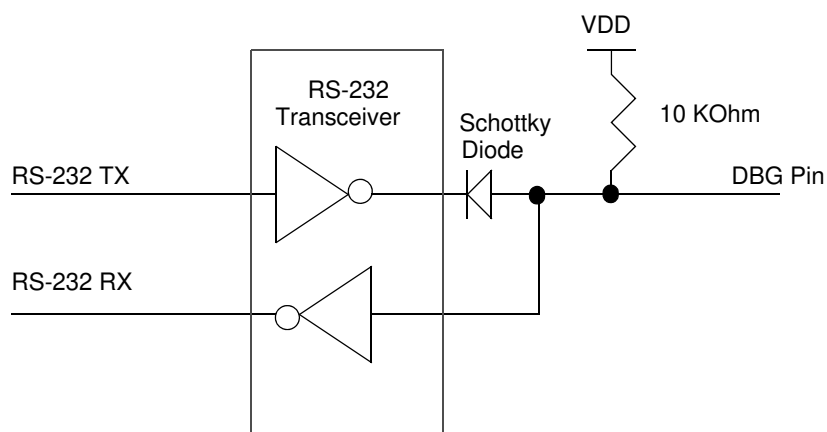 VDD
RS-232
Transceiver
Schottky
Diode
10 KOhm
RS-232 TX
DBG Pin
RS-232 RX